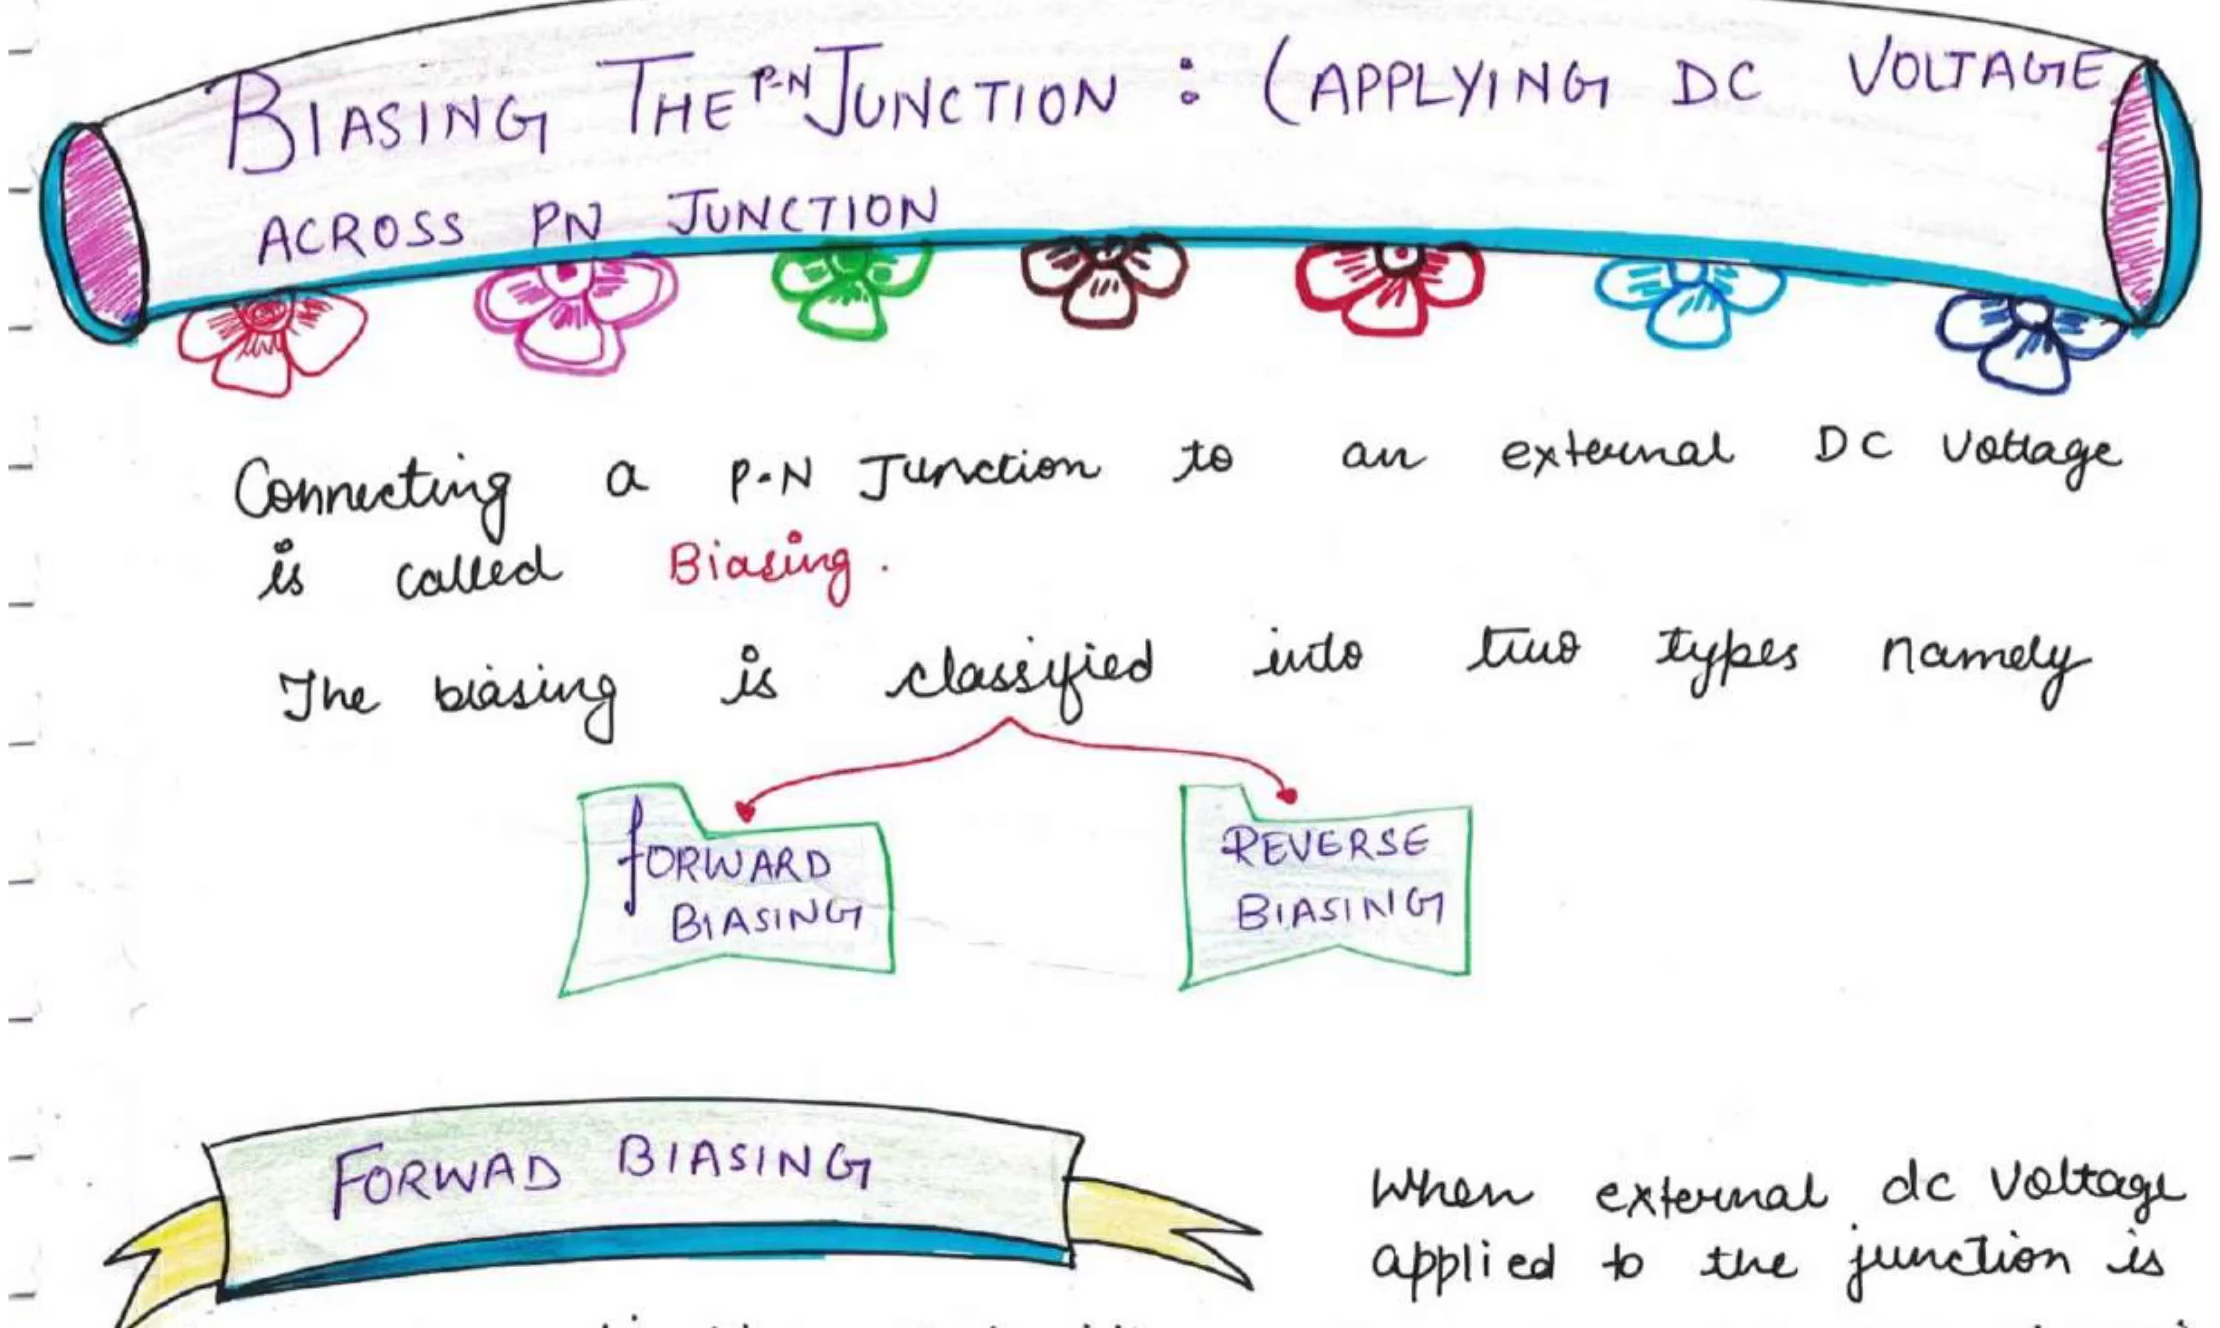 BIASING THE P-N JUNCTION : (APPLYING DC VOLTAGE
ACROSS PN JUNCTION
Connecting a P-N Junction to an external DC Voltage
is called Biasing.
The biasing is classified into two types namely
FORWARD
BIASING
REVERSE
BIASING
FORWAD BIASING
When external dc Voltage
applied to the junction is